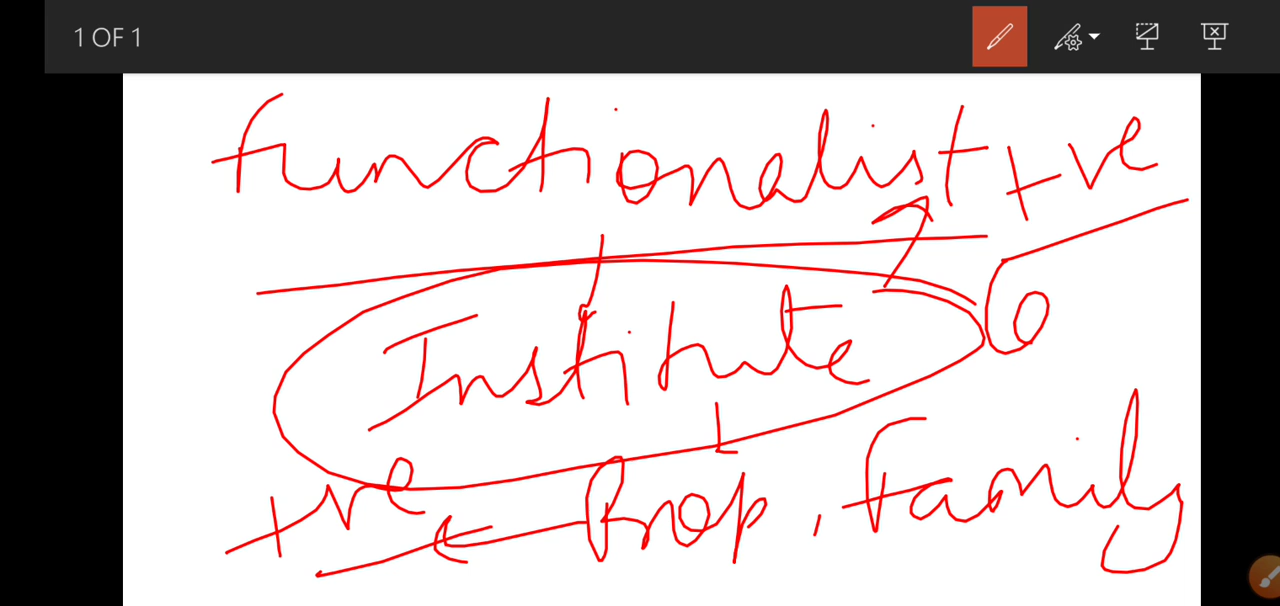 1 OF 1
Functionalist +ve
Institute
+ve ← Prop, Family